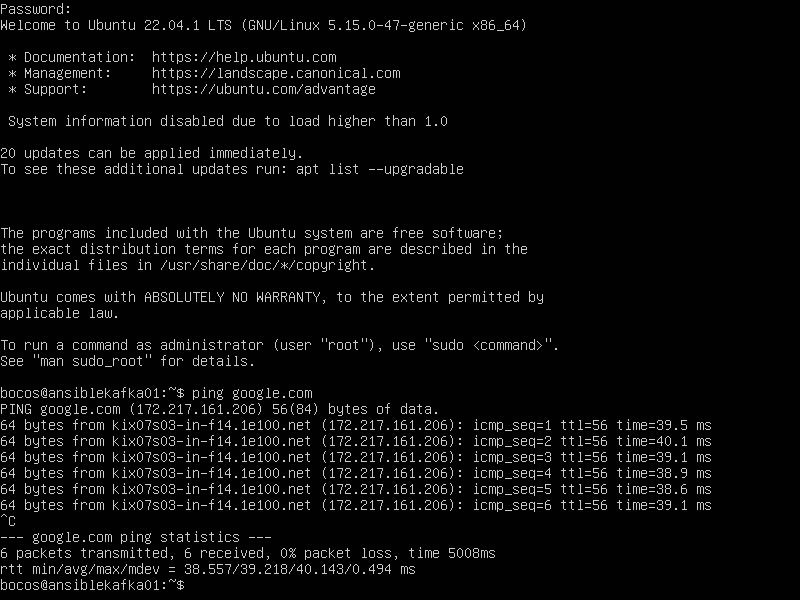 Password:
Welcome to Ubuntu 22.04.1 LTS (GNU/Linux 5.15.0-47-generic x86_64)
 * Documentation:  https://help.ubuntu.com
 * Management:     https://landscape.canonical.com
 * Support:        https://ubuntu.com/advantage
 System information disabled due to load higher than 1.0
20 updates can be applied immediately.
To see these additional updates run: apt list --upgradable
The programs included with the Ubuntu system are free software;
the exact distribution terms for each program are described in the
individual files in /usr/share/doc/*/copyright.
Ubuntu comes with ABSOLUTELY NO WARRANTY, to the extent permitted by
applicable law.
To run a command as administrator (user "root"), use "sudo <command>".
See "man sudo_root" for details.
bocos@ansiblekafka01:~$ ping google.com
PING google.com (172.217.161.206) 56(84) bytes of data.
64 bytes from kix07s03-in-f14.1e100.net (172.217.161.206): icmp_seq=1 ttl=56 time=39.5 ms
64 bytes from kix07s03-in-f14.1e100.net (172.217.161.206): icmp_seq=2 ttl=56 time=40.1 ms
64 bytes from kix07s03-in-f14.1e100.net (172.217.161.206): icmp_seq=3 ttl=56 time=39.1 ms
64 bytes from kix07s03-in-f14.1e100.net (172.217.161.206): icmp_seq=4 ttl=56 time=38.9 ms
64 bytes from kix07s03-in-f14.1e100.net (172.217.161.206): icmp_seq=5 ttl=56 time=38.6 ms
64 bytes from kix07s03-in-f14.1e100.net (172.217.161.206): icmp_seq=6 ttl=56 time=39.1 ms
^C
--- google.com ping statistics ---
6 packets transmitted, 6 received, 0% packet loss, time 5008ms
rtt min/avg/max/mdev = 38.557/39.218/40.143/0.494 ms
bocos@ansiblekafka01:~$